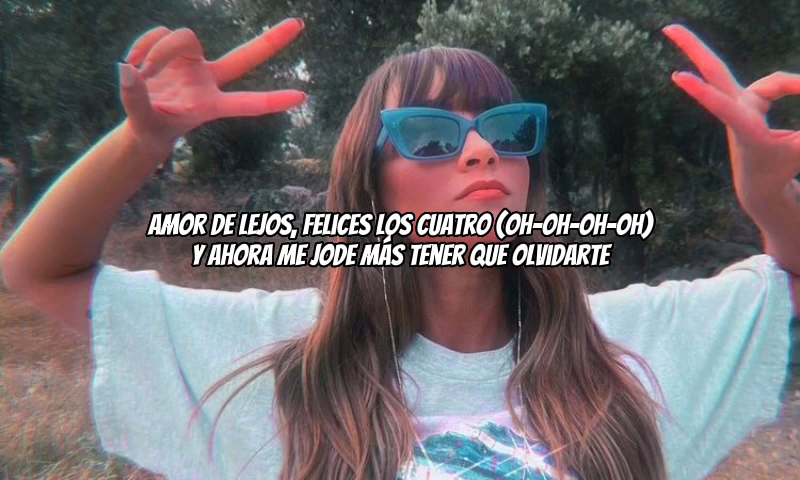 AMOR DE LEJOS, FELICES LOS CUATRO (OH-OH-OH-OH)
Y AHORA ME JODE MÁS TENER QUE OLVIDARTE